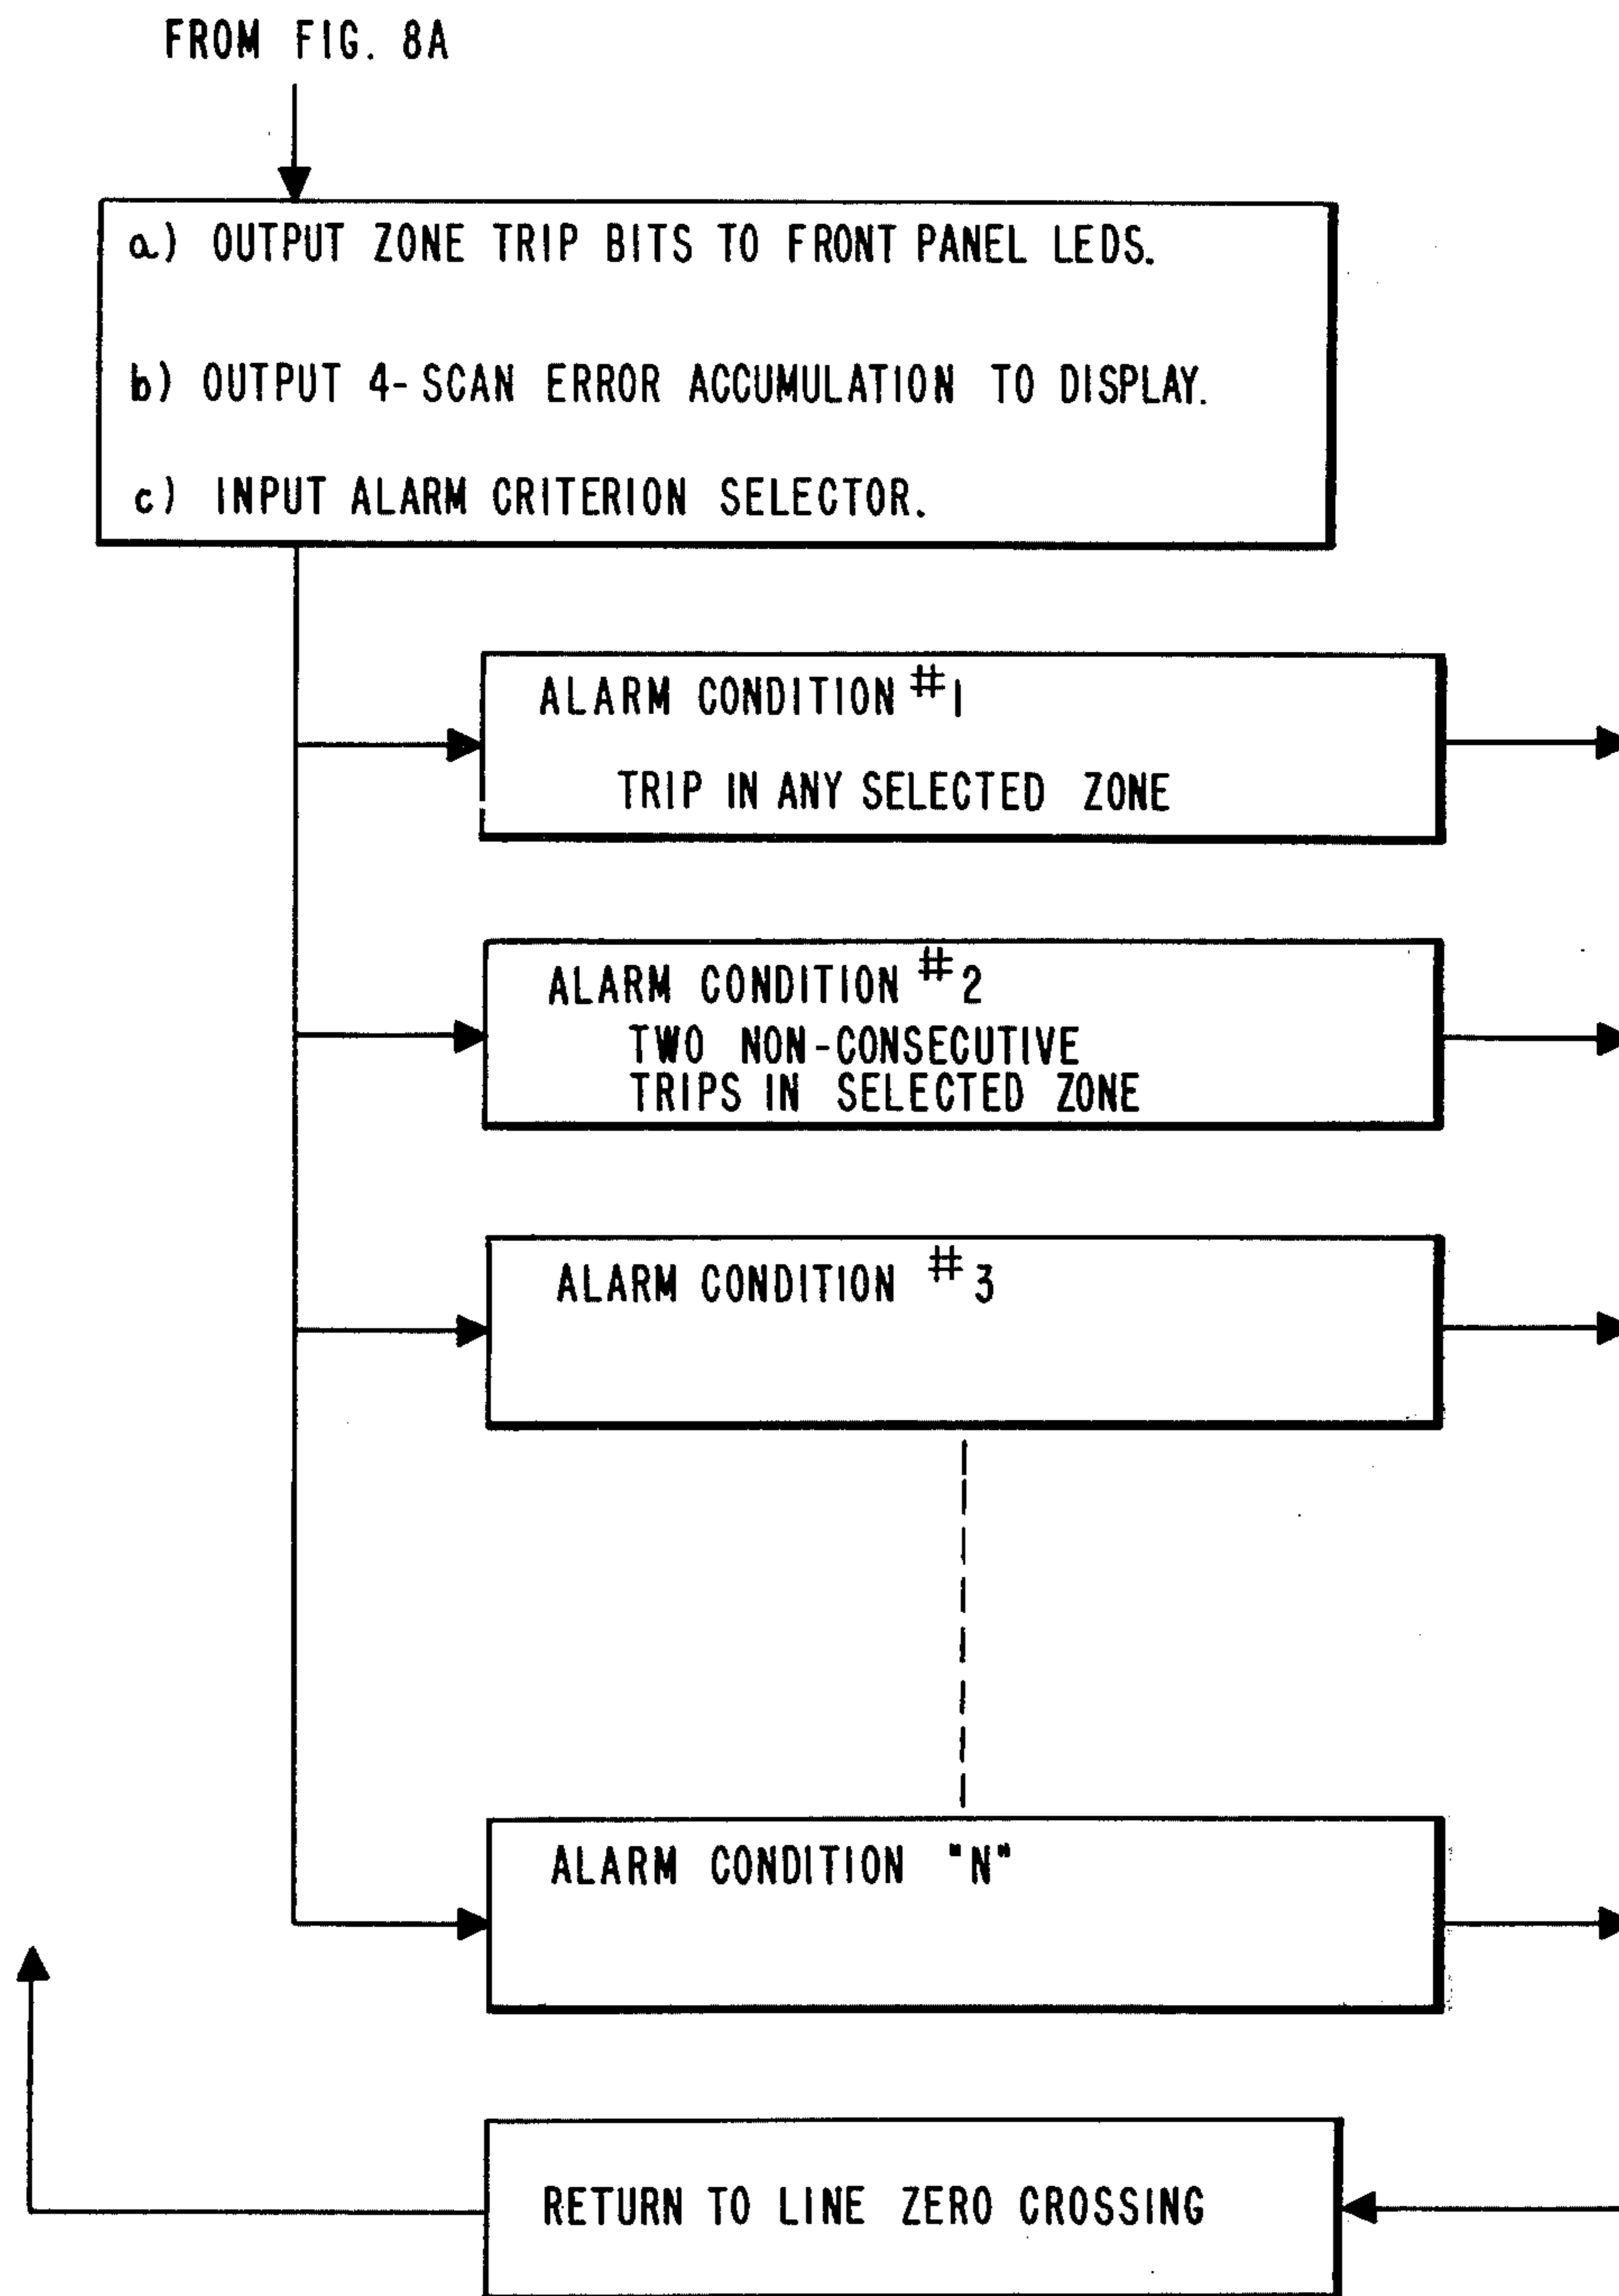 FROM FIG. 8A
a) OUTPUT ZONE TRIP BITS TO FRONT PANEL LEDS.
b) OUTPUT 4-SCAN ERROR ACCUMULATION TO DISPLAY.
c) INPUT ALARM CRITERION SELECTOR.
ALARM CONDITION #1
TRIP IN ANY SELECTED ZONE
ALARM CONDITION #2
TWO NON-CONSECUTIVE
TRIPS IN SELECTED ZONE
ALARM CONDITION #3
ALARM CONDITION "N"
RETURN TO LINE ZERO CROSSING